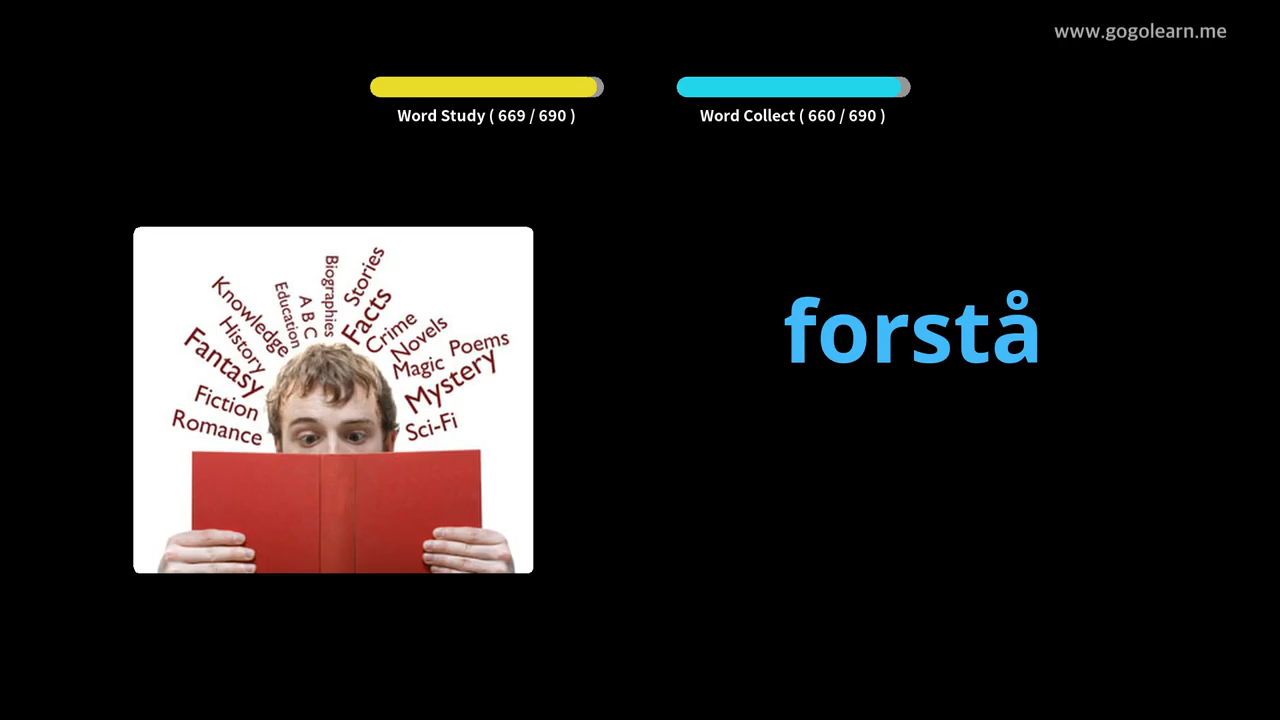 www.gogolearn.me
Word Study ( 669 / 690 )
Word Collect ( 660 / 690 )
Knowledge
Education
A B C
Biographies
Stories
Facts
Crime
Novels
Poems
Magic
Mystery
Sci-Fi
History
Fantasy
Fiction
Romance
forstå